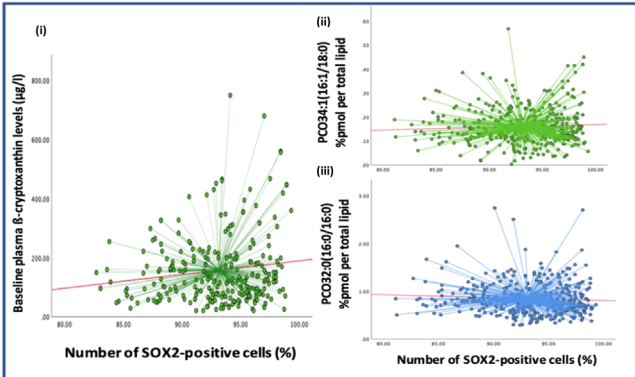 (i)
Baseline plasma ß-cryptoxanthin levels (µg/l)
800.00
600.00
400.00
200.00
.00
80.00 85.00 90.00 95.00 100.00
Number of SOX2-positive cells (%)
(ii)
PCO34:1(16:1/18:0)
%pmol per total lipid
.60
.50
.40
.30
.20
.10
.00
80.00 85.00 90.00 95.00 100.00
(iii)
PCO32:0(16:0/16:0)
%pmol per total lipid
3.00
2.00
1.00
.00
80.00 85.00 90.00 95.00 100.00
Number of SOX2-positive cells (%)